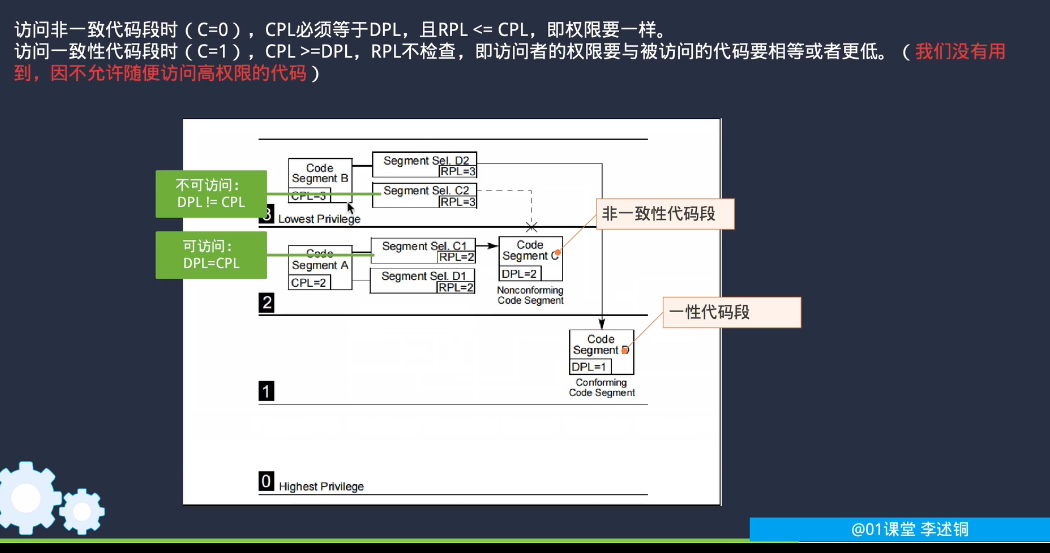 访问非一致代码段时（C=0），CPL必须等于DPL，且RPL <= CPL，即权限要一样。
访问一致性代码段时（C=1），CPL >=DPL，RPL不检查，即访问者的权限要与被访问的代码要相等或者更低。（我们没有用
到，因不允许随便访问高权限的代码）
Code
Segment B
CPL=3
Segment Sel. D2
RPL=3
Segment Sel. C2
RPL=3
不可访问：
DPL != CPL
3 Lowest Privilege
非一致性代码段
可访问：
DPL=CPL
Code
Segment A
CPL=2
Segment Sel. C1
RPL=2
Segment Sel. D1
RPL=2
Code
Segment C
DPL=2
Nonconforming
Code Segment
2
一性代码段
Code
Segment D
DPL=1
Conforming
Code Segment
1
0 Highest Privilege
@01课堂 李述铜